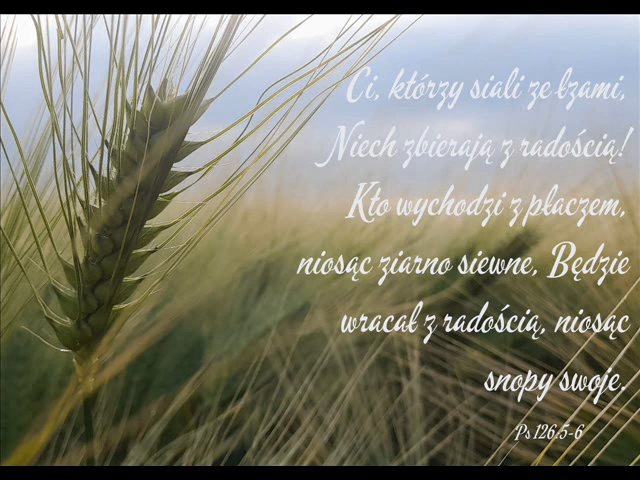 Ci, którzy siali ze łzami,
Niech zbierają z radością!
Kto wychodzi z płaczem,
niosąc ziarno siewne, Będzie
wracał z radością, niosąc
snopy swoje.
Ps 126:5-6